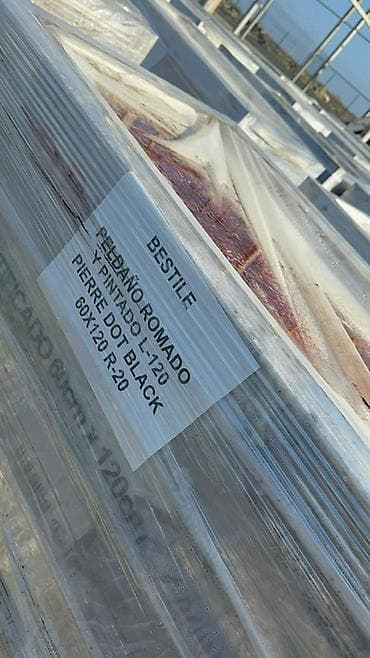 BESTILE
PELDAÑO ROMADO
Y PINTADO L-120
PIERRE DOT BLACK
60X120 R-20